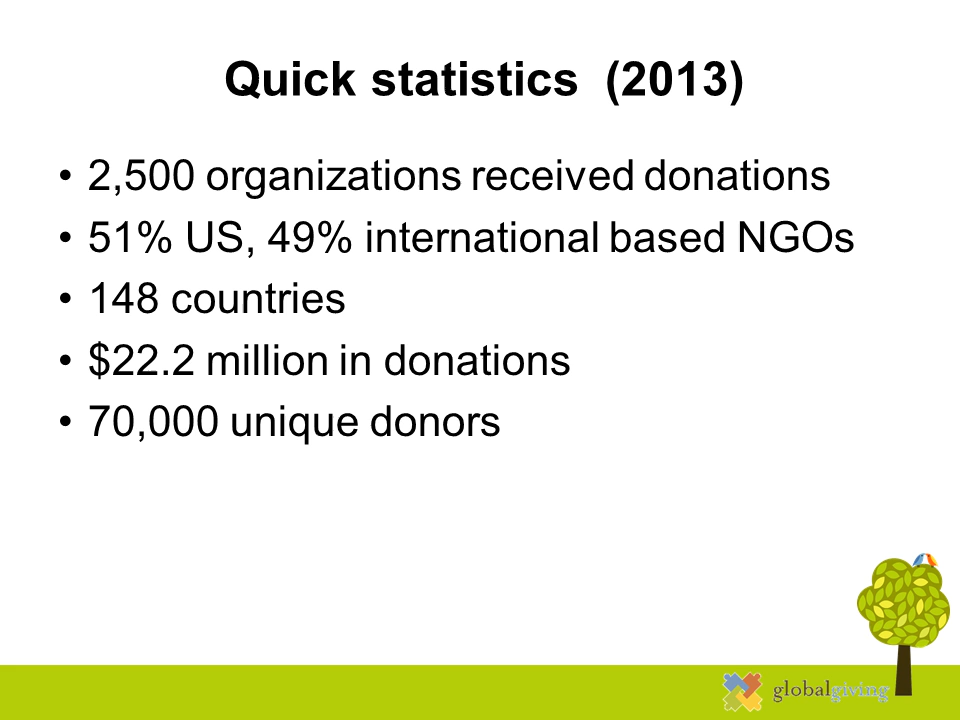 Quick statistics (2013)
• 2,500 organizations received donations
• 51% US, 49% international based NGOs
• 148 countries
• $22.2 million in donations
• 70,000 unique donors
globalgiving